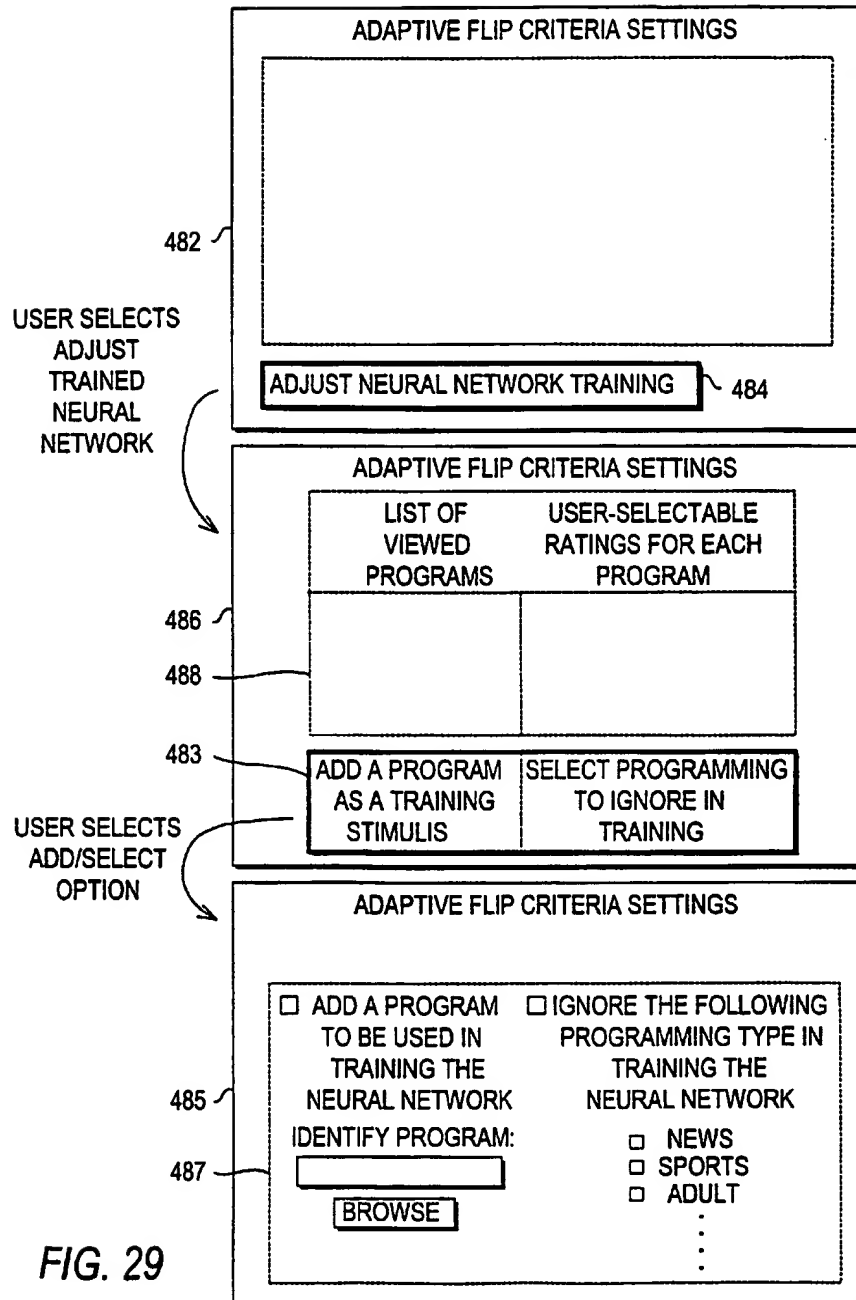 ADAPTIVE FLIP CRITERIA SETTINGS
482
USER SELECTS
ADJUST
TRAINED
NEURAL
NETWORK
ADJUST NEURAL NETWORK TRAINING
484
ADAPTIVE FLIP CRITERIA SETTINGS
LIST OF
VIEWED
PROGRAMS
USER-SELECTABLE
RATINGS FOR EACH
PROGRAM
486
488
483
ADD A PROGRAM
AS A TRAINING
STIMULIS
SELECT PROGRAMMING
TO IGNORE IN
TRAINING
USER SELECTS
ADD/SELECT
OPTION
ADAPTIVE FLIP CRITERIA SETTINGS
ADD A PROGRAM
TO BE USED IN
TRAINING THE
NEURAL NETWORK
IDENTIFY PROGRAM:
BROWSE
IGNORE THE FOLLOWING
PROGRAMMING TYPE IN
TRAINING THE
NEURAL NETWORK
NEWS
SPORTS
ADULT
485
487
FIG. 29